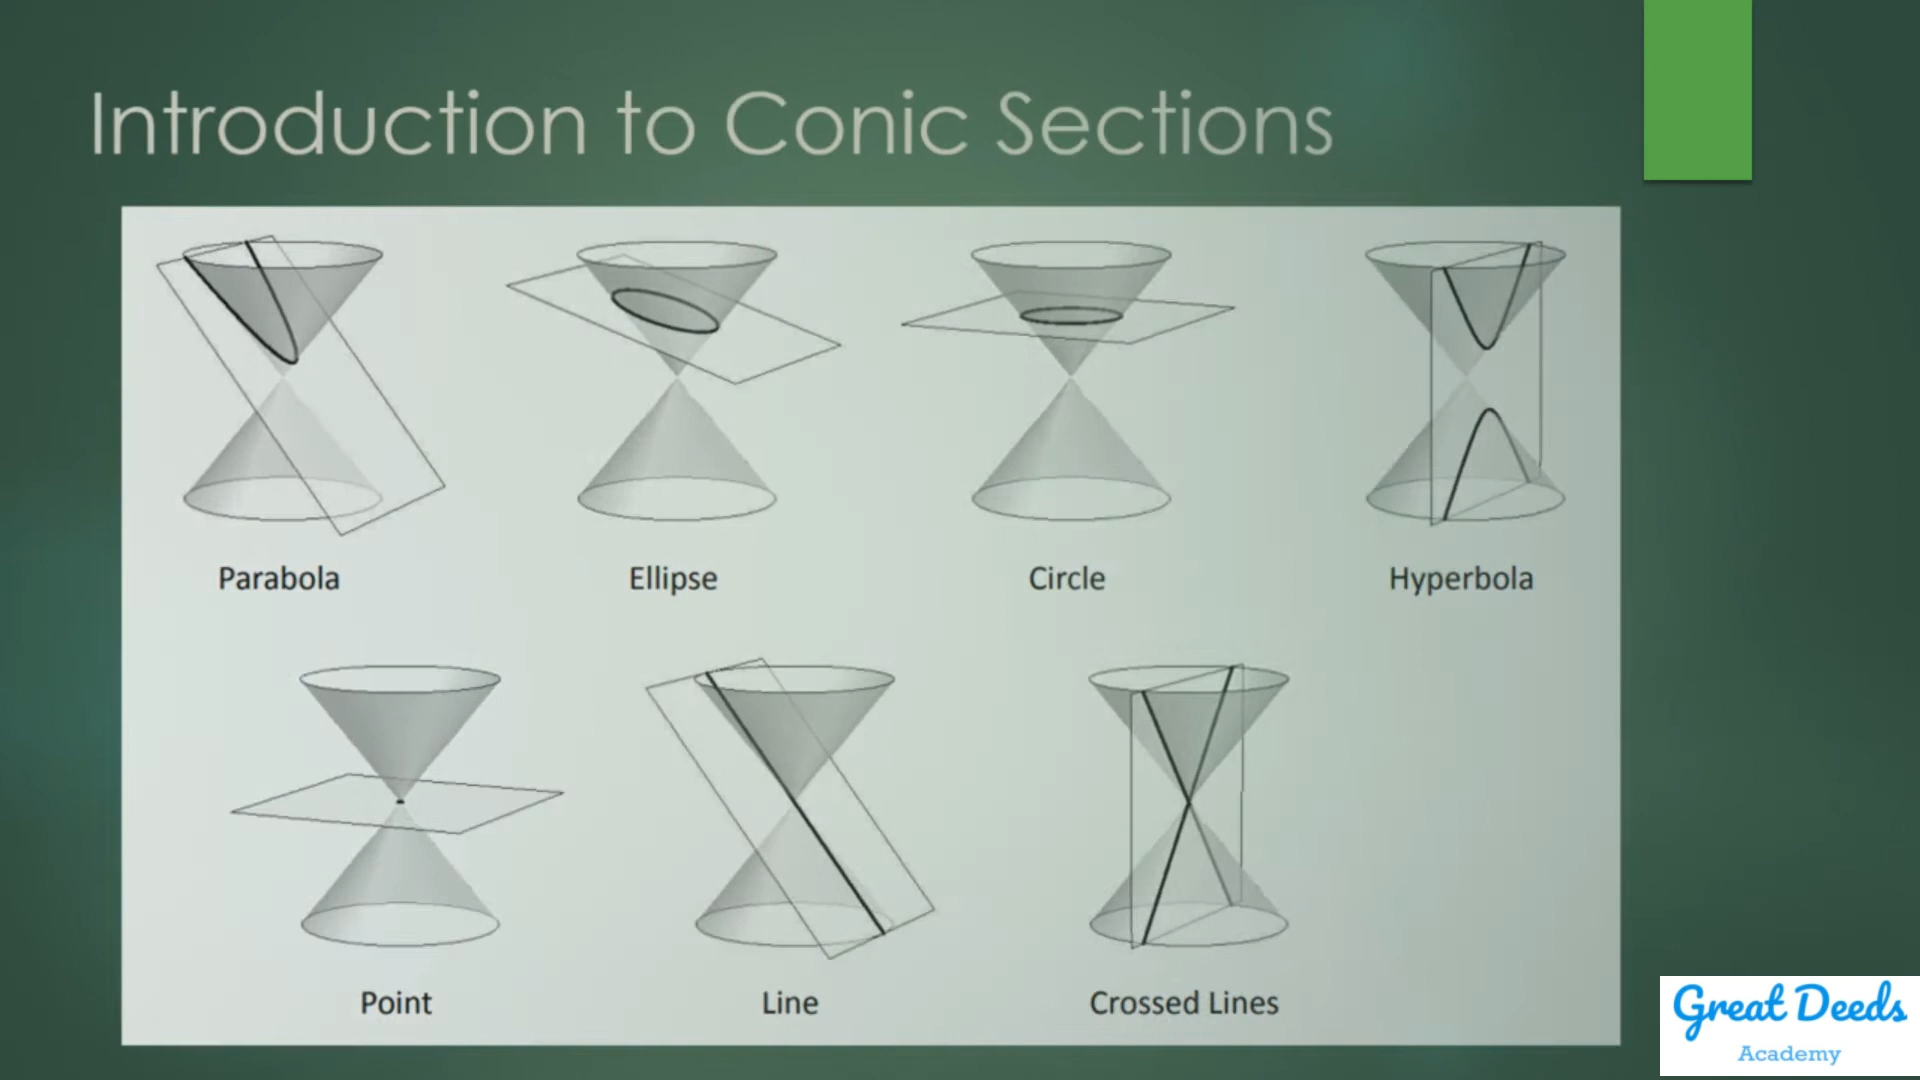 Introduction to Conic Sections
Parabola
Ellipse
Circle
Hyperbola
Point
Line
Crossed Lines
Great Deeds
Academy